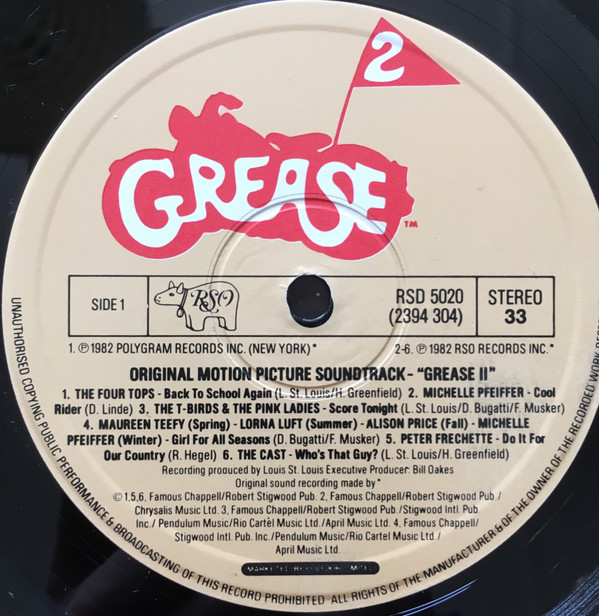 2
GREASE
TM
SIDE 1
RSO
RSD 5020
(2394 304)
STEREO
33
1. ℗ 1982 POLYGRAM RECORDS INC. (NEW YORK)*
2-6. ℗ 1982 RSO RECORDS INC.*
ORIGINAL MOTION PICTURE SOUNDTRACK - "GREASE II"
1. THE FOUR TOPS - Back To School Again (L. St. Louis/H. Greenfield) 2. MICHELLE PFEIFFER - Cool
Rider (D. Linde) 3. THE T-BIRDS & THE PINK LADIES - Score Tonight (L. St. Louis/D. Bugatti/F. Musker)
4. MAUREEN TEEFY (Spring) - LORNA LUFT (Summer) - ALISON PRICE (Fall) - MICHELLE
PFEIFFER (Winter) - Girl For All Seasons (D. Bugatti/F. Musker) 5. PETER FRECHETTE - Do It For
Our Country (R. Hegel) 6. THE CAST - Who's That Guy? (L. St. Louis/H. Greenfield)
Recording produced by Louis St. Louis Executive Producer: Bill Oakes
Original sound recording made by *
© 1,5,6, Famous Chappell/Robert Stigwood Pub. 2, Famous Chappell/Robert Stigwood Pub /
Chrysalis Music Ltd. 3, Famous Chappell/Robert Stigwood Pub /Stigwood Intl. Pub.
Inc./ Pendulum Music/Rio Cartel Music Ltd./April Music Ltd. 4, Famous Chappell/
Stigwood Intl. Pub. Inc./Pendulum Music/Rio Cartel Music Ltd./
April Music Ltd.
MARKETED BY
UNAUTHORISED COPYING PUBLIC PERFORMANCE & BROADCASTING OF THIS RECORD PROHIBITED ALL RIGHTS OF THE MANUFACTURER & OF THE OWNER OF THE RECORDED WORK